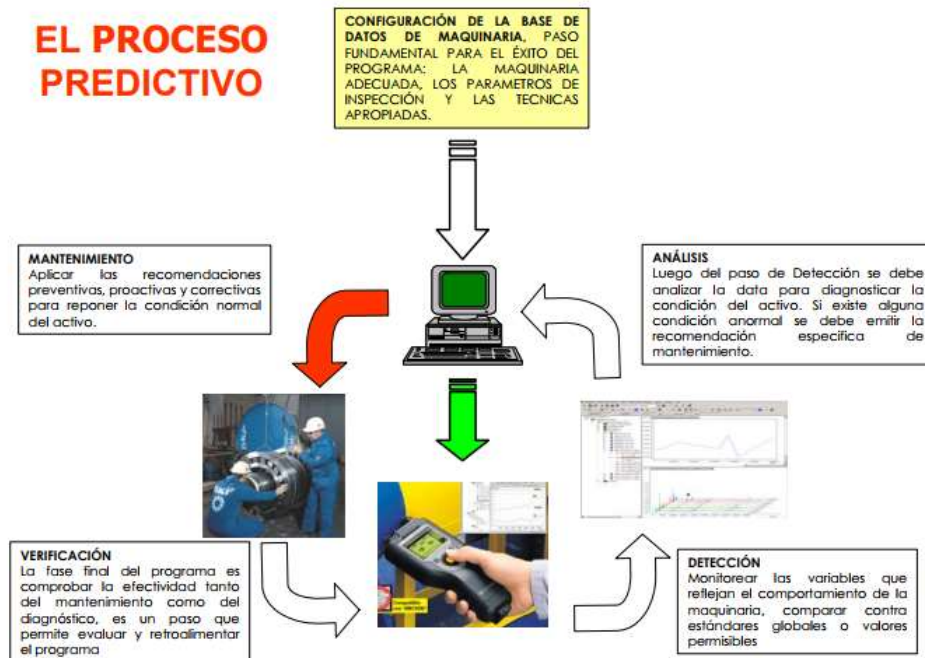 EL PROCESO
PREDICTIVO
CONFIGURACIÓN DE LA BASE DE
DATOS DE MAQUINARIA, PASO
FUNDAMENTAL PARA EL ÉXITO DEL
PROGRAMA: LA MAQUINARIA
ADECUADA, LOS PARAMETROS DE
INSPECCIÓN Y LAS TECNICAS
APROPIADAS.
MANTENIMIENTO
Aplicar las recomendaciones
preventivas, proactivas y correctivas
para reponer la condición normal
del activo.
ANÁLISIS
Luego del paso de Detección se debe
analizar la data para diagnosticar la
condición del activo. Si existe alguna
condición anormal se debe emitir la
recomendación especifica de
mantenimiento.
VERIFICACIÓN
La fase final del programa es
comprobar la efectividad tanto
del mantenimiento como del
diagnóstico, es un paso que
permite evaluar y retroalimentar
el programa
DETECCIÓN
Monitorear las variables que
reflejan el comportamiento de la
maquinaria, comparar contra
estándares globales o valores
permisibles